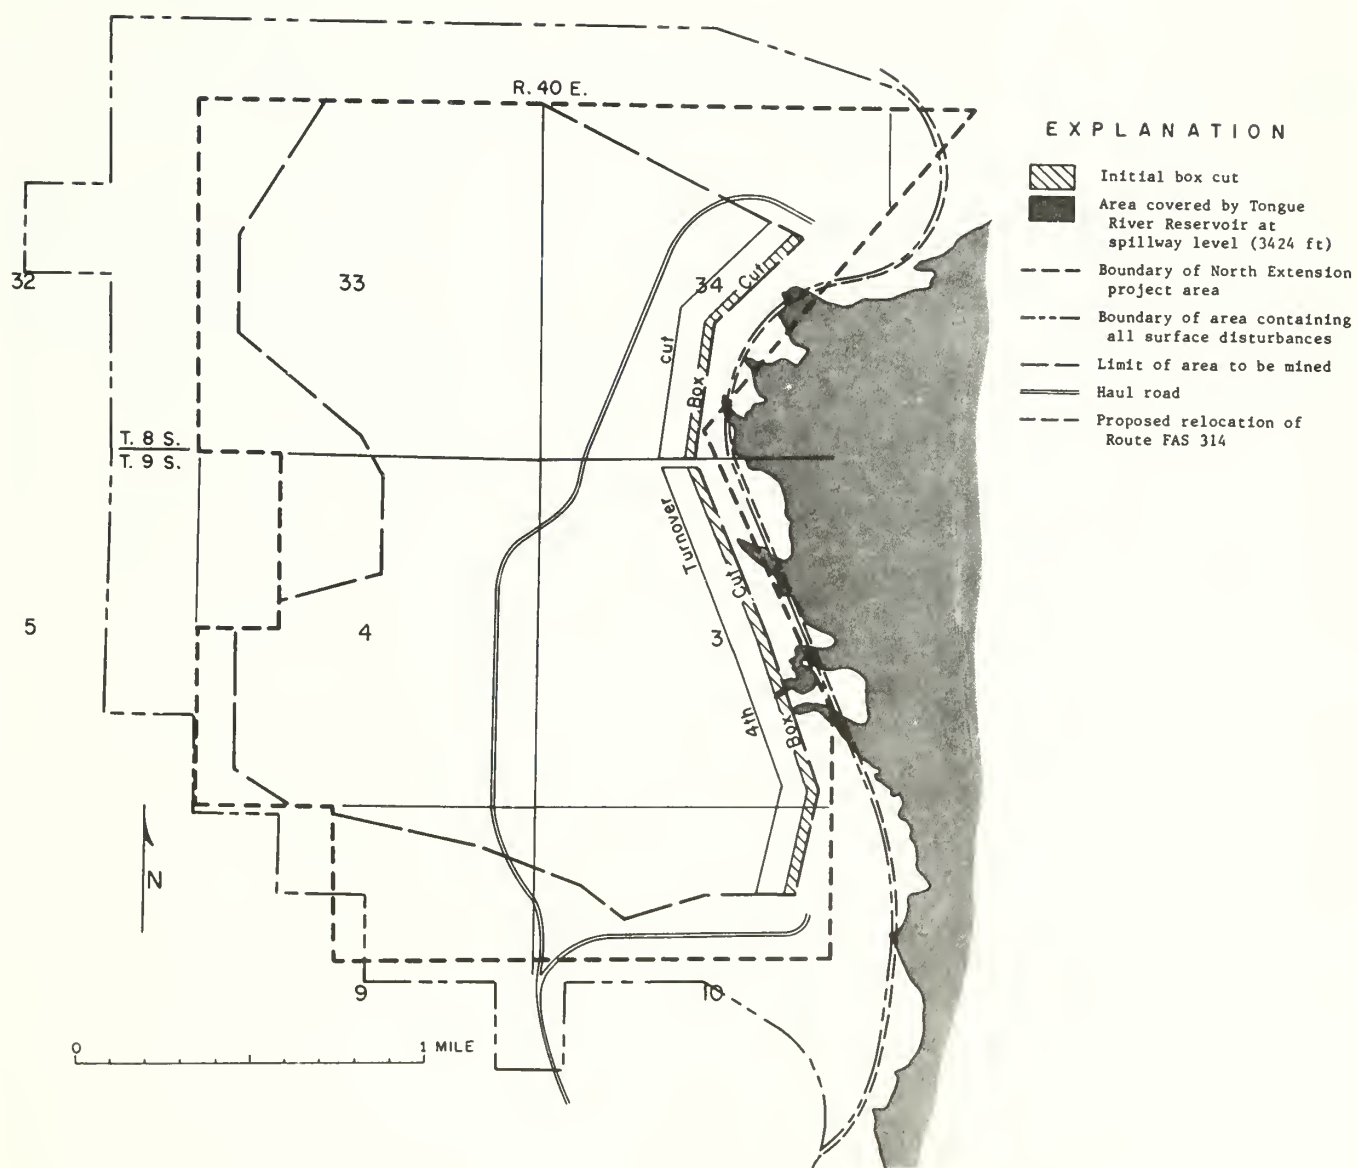 R. 40 E.
EXPLANATION
Initial box cut
Area covered by Tongue
River Reservoir at
spillway level (3424 ft)
Boundary of North Extension
project area
Boundary of area containing
all surface disturbances
Limit of area to be mined
Haul road
Proposed relocation of
Route FAS 314
32
33
34
Cut
cut
Box
T. 8 S.
T. 9 S.
Turnover
Cut
5
4
3
4th
Box
N
9
10
0
1 MILE